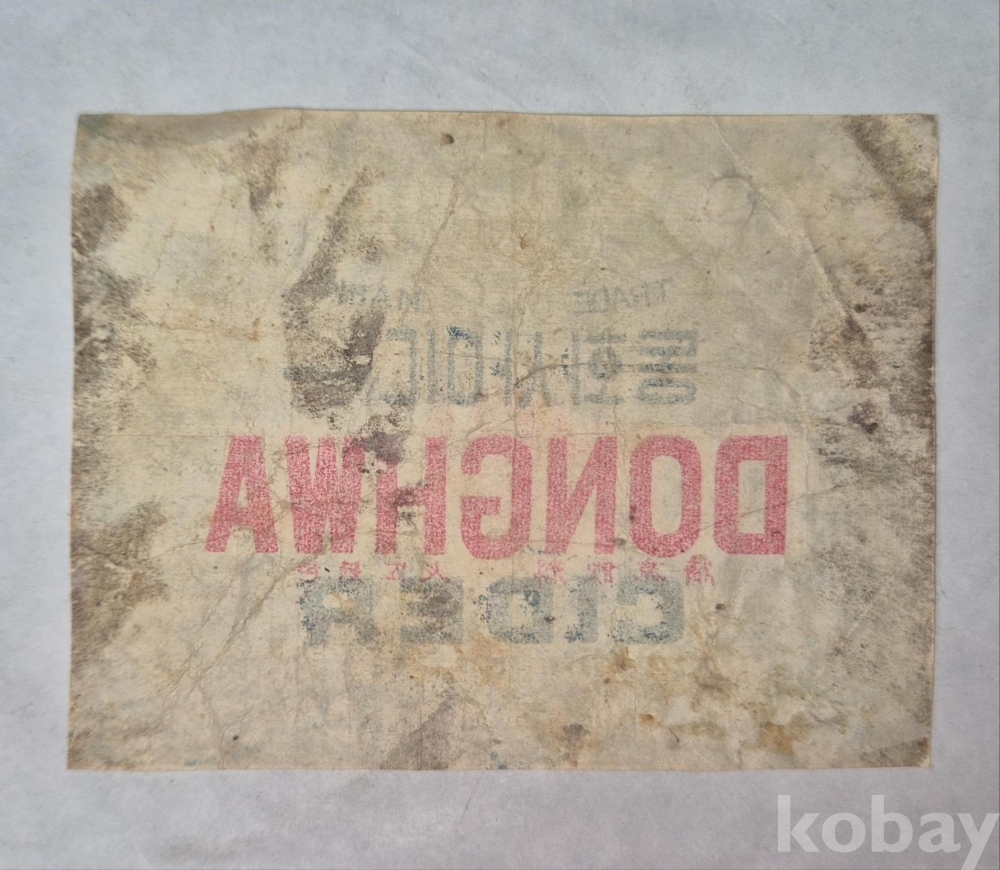 TRADE MARK
동화사이다
DONGHWA
CIDER
kobay